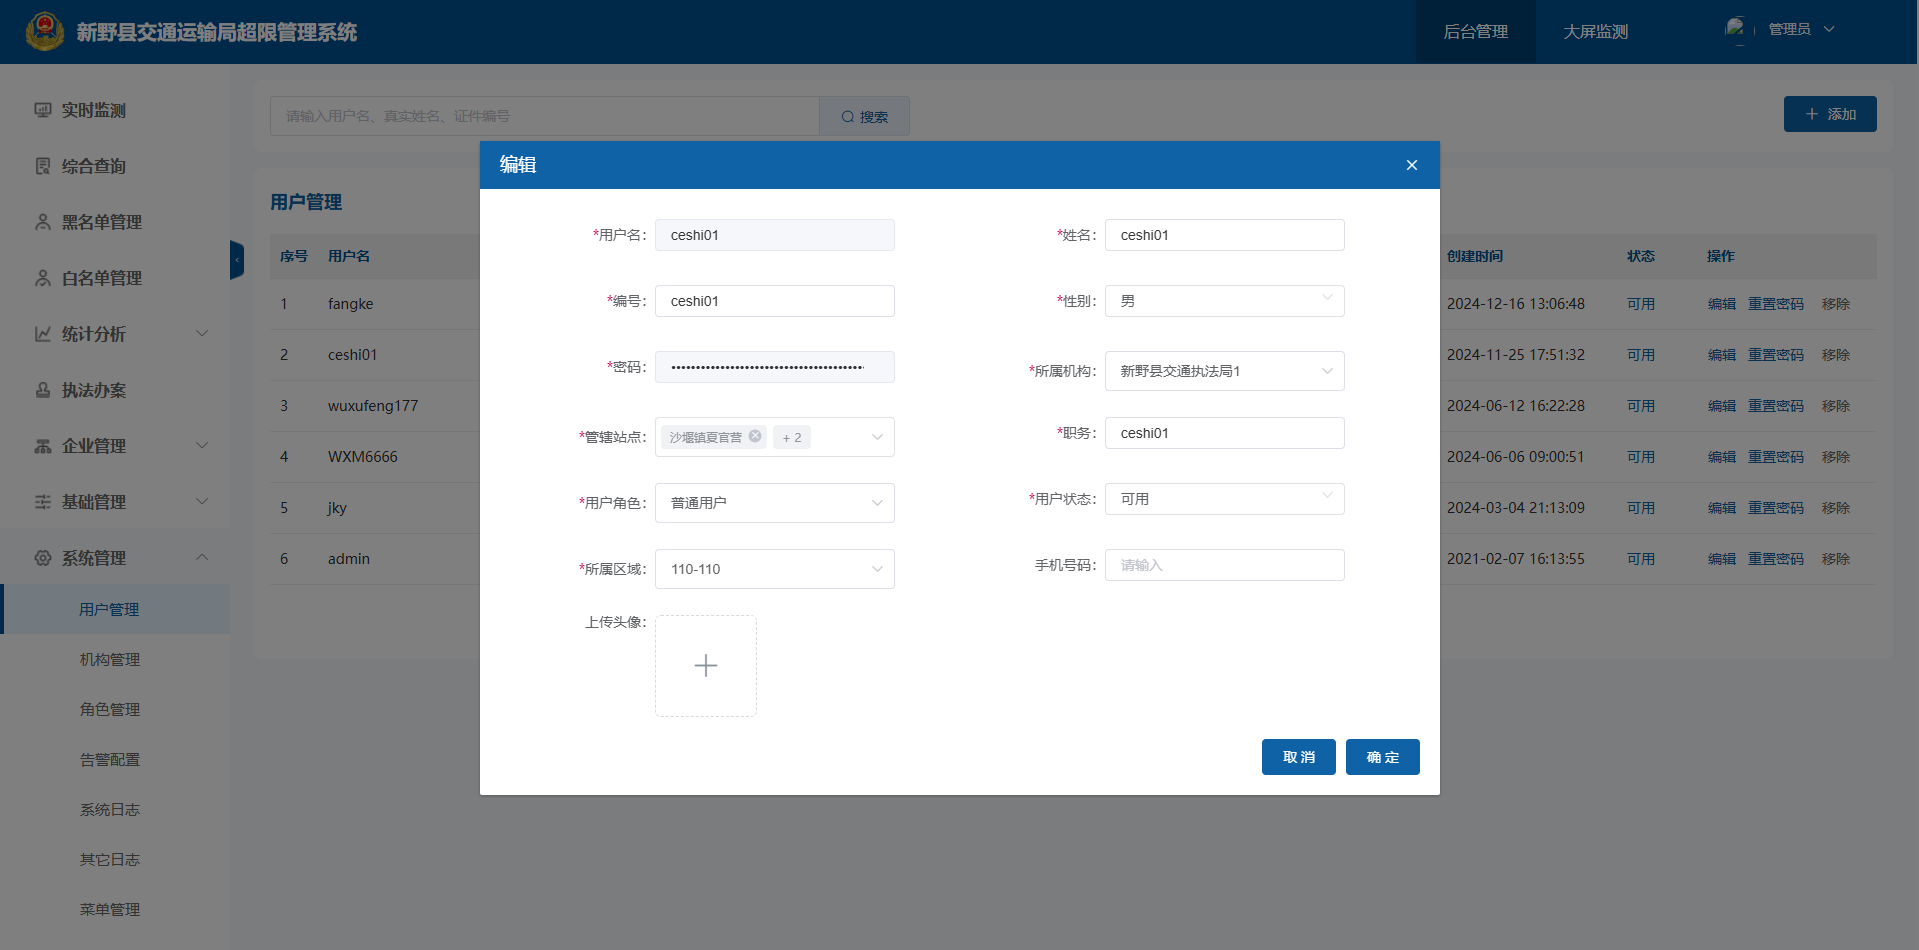 新野县交通运输局超限管理系统
后台管理
大屏监测
管理员
实时监测
综合查询
黑名单管理
白名单管理
统计分析
执法办案
企业管理
基础管理
系统管理
用户管理
机构管理
角色管理
告警配置
系统日志
其它日志
菜单管理
请输入用户名、真实姓名、证件编号
搜索
+ 添加
用户管理
序号 用户名 创建时间 状态 操作
1 fangke 2024-12-16 13:06:48 可用 编辑 重置密码 移除
2 ceshi01 2024-11-25 17:51:32 可用 编辑 重置密码 移除
3 wuxufeng177 2024-06-12 16:22:28 可用 编辑 重置密码 移除
4 WXM6666 2024-06-06 09:00:51 可用 编辑 重置密码 移除
5 jky 2024-03-04 21:13:09 可用 编辑 重置密码 移除
6 admin 2021-02-07 16:13:55 可用 编辑 重置密码 移除
编辑
*用户名： ceshi01
*姓名： ceshi01
*编号： ceshi01
*性别： 男
*密码： ••••••••••••••••••••••••••••••••••••••••
*所属机构： 新野县交通执法局1
*管辖站点： 沙堰镇夏官营 + 2
*职务： ceshi01
*用户角色： 普通用户
*用户状态： 可用
*所属区域： 110-110
手机号码： 请输入
上传头像：
取 消
确 定